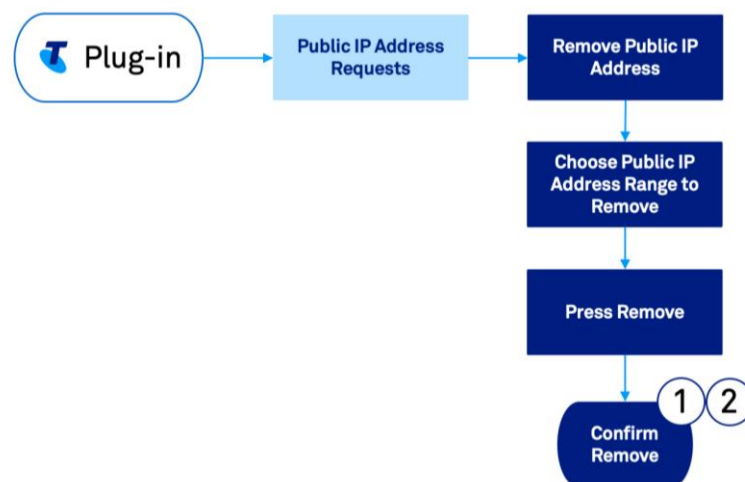 T Plug-in
Public IP Address
Requests
Remove Public IP
Address
Choose Public IP
Address Range to
Remove
Press Remove
1 2
Confirm
Remove